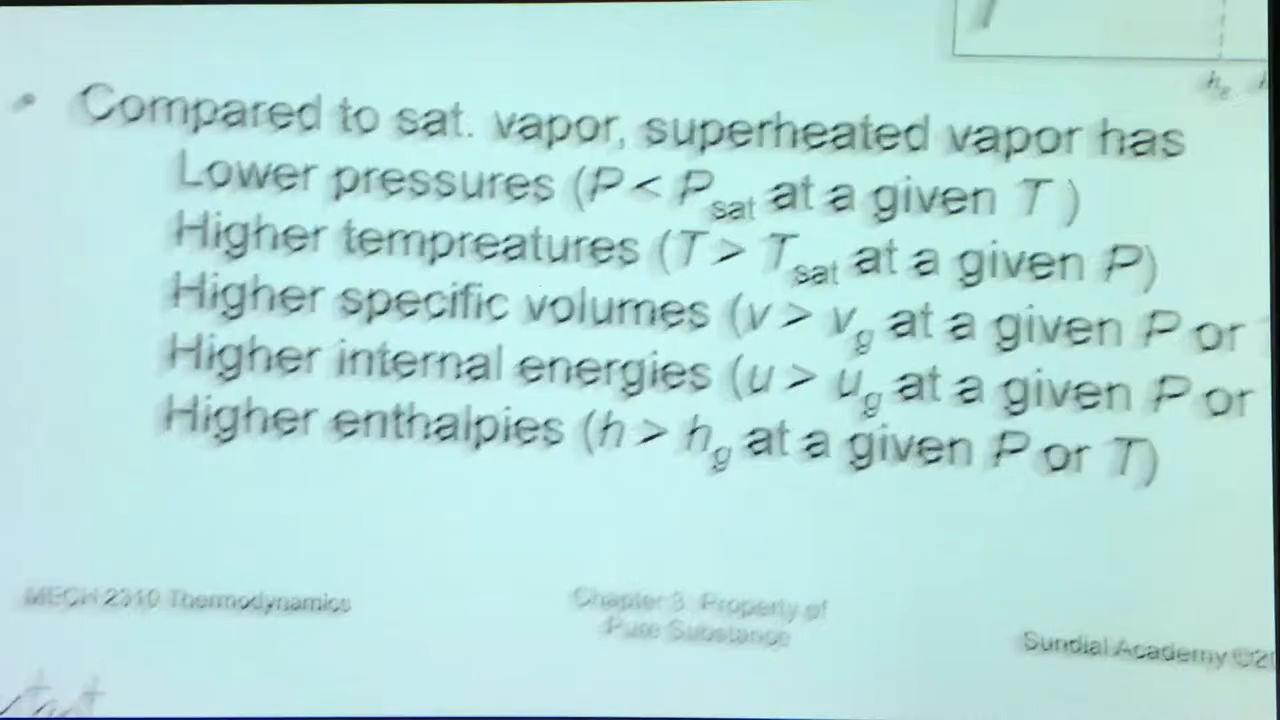 • Compared to sat. vapor, superheated vapor has
Lower pressures (P < Psat at a given T )
Higher tempreatures (T > Tsat at a given P)
Higher specific volumes (v > vg at a given P or
Higher internal energies (u > ug at a given P or
Higher enthalpies (h > hg at a given P or T)
MECH 2310 Thermodynamics
Chapter 3: Property of
Pure Substance
Sundial Academy ©20